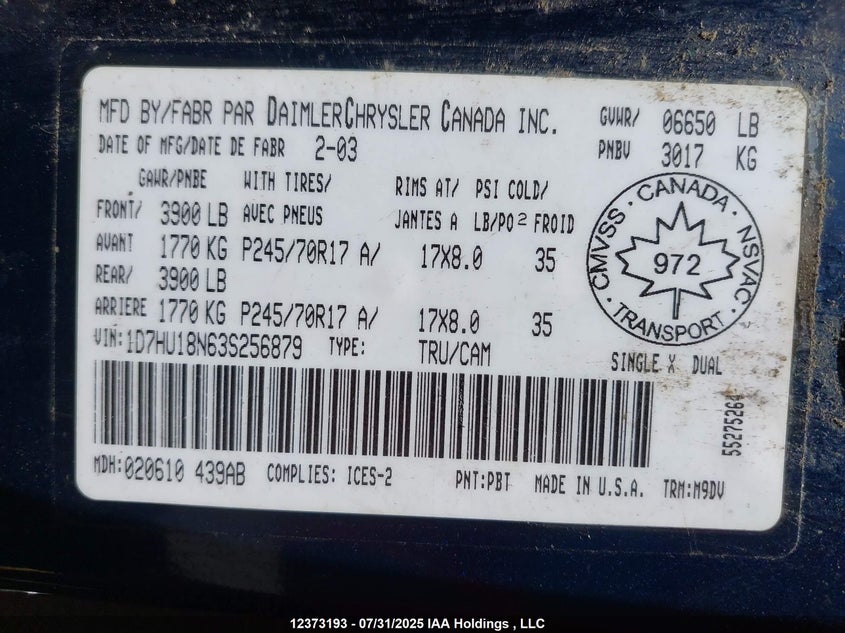 MFD BY/FABR PAR DAIMLERCHRYSLER CANADA INC. GVWR/ 06650 LB
DATE OF MFG/DATE DE FABR 2-03 PNBV 3017 KG
GAWR/PNBE WITH TIRES/ RIMS AT/ PSI COLD/
FRONT/ 3900 LB AVEC PNEUS JANTES A LB/PO2 FROID
AVANT 1770 KG P245/70R17 A/ 17X8.0 35
REAR/ 3900 LB
ARRIERE 1770 KG P245/70R17 A/ 17X8.0 35
CMVSS · CANADA · NSVAC · TRANSPORT ·
972
VIN:1D7HU18N63S256879 TYPE: TRU/CAM SINGLE X DUAL
55275264
MDH:020610 439AB COMPLIES: ICES-2 PNT:PBT MADE IN U.S.A. TRM:M9DV
12373193 - 07/31/2025 IAA Holdings , LLC